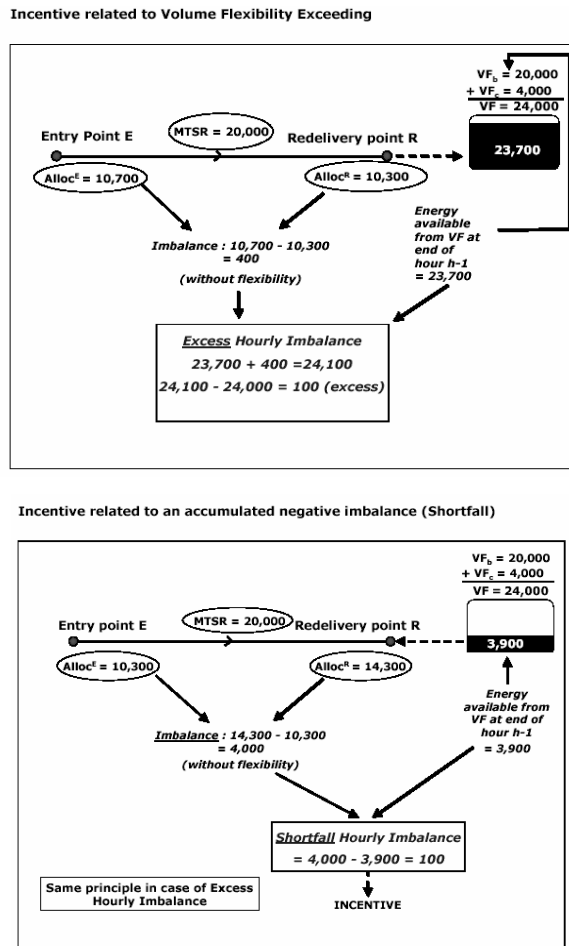 Incentive related to Volume Flexibility Exceeding
VFb = 20,000
+ VFc = 4,000
VF = 24,000
MTSR = 20,000
Entry Point E
Redelivery point R
23,700
AllocE = 10,700
AllocR = 10,300
Energy
available
from VF at
end of
hour h-1
= 23,700
Imbalance : 10,700 - 10,300
= 400
(without flexibility)
Excess Hourly Imbalance
23,700 + 400 =24,100
24,100 - 24,000 = 100 (excess)
Incentive related to an accumulated negative imbalance (Shortfall)
VFb = 20,000
+ VFc = 4,000
VF = 24,000
MTSR = 20,000
Entry point E
Redelivery point R
3,900
AllocE = 10,300
AllocR = 14,300
Energy
available from
VF at end of
hour h-1
= 3,900
Imbalance : 14,300 - 10,300
= 4,000
(without flexibility)
Shortfall Hourly Imbalance
= 4,000 - 3,900 = 100
Same principle in case of Excess
Hourly Imbalance
INCENTIVE